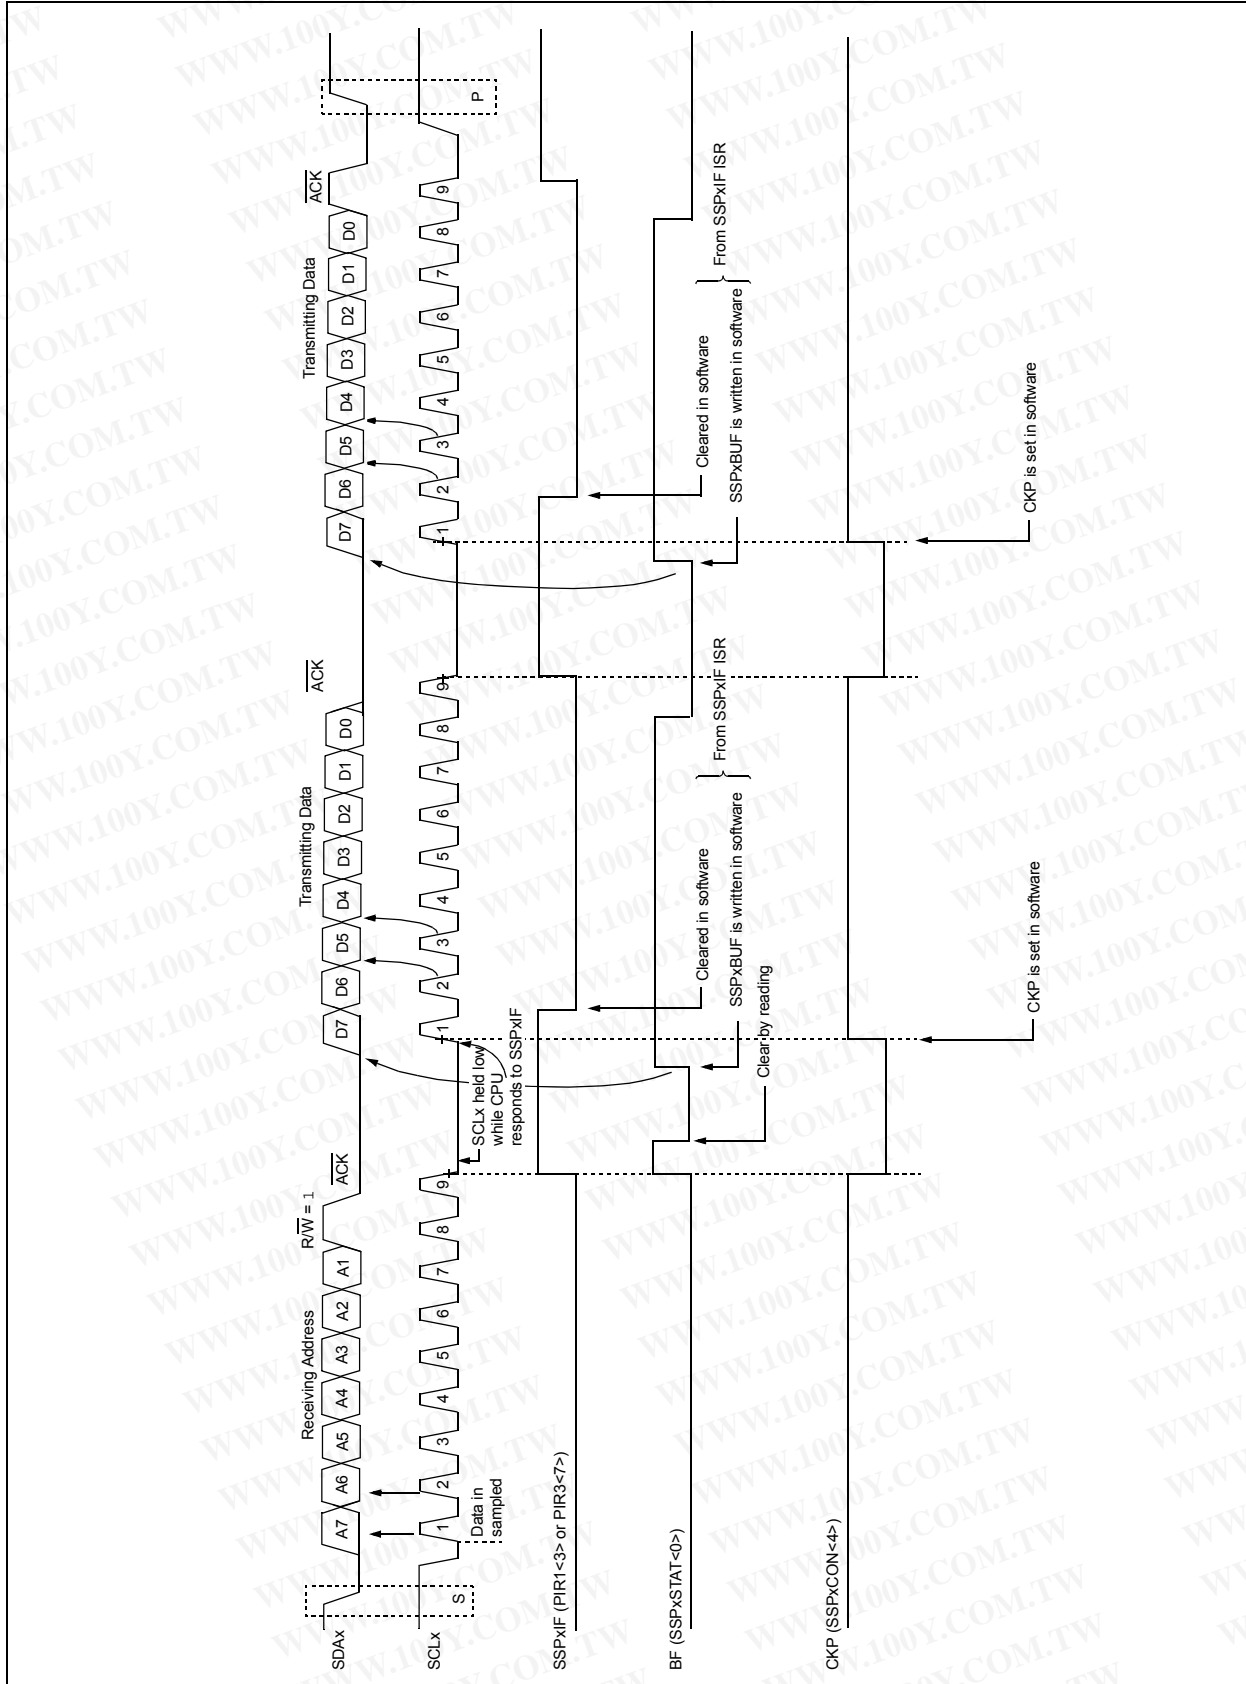 Receiving Address
R/W = 1
ACK
Transmitting Data
ACK
Transmitting Data
ACK
SDAx
A7 A6 A5 A4 A3 A2 A1
D7 D6 D5 D4 D3 D2 D1 D0
D7 D6 D5 D4 D3 D2 D1 D0
SCLx
S
1 2 3 4 5 6 7 8 9
1 2 3 4 5 6 7 8 9
1 2 3 4 5 6 7 8 9
P
Data in
sampled
SCLx held low
while CPU
responds to SSPxIF
SSPxIF (PIR1<3> or PIR3<7>)
Cleared in software
Cleared in software
BF (SSPxSTAT<0>)
From SSPxIF ISR
From SSPxIF ISR
SSPxBUF is written in software
SSPxBUF is written in software
Clear by reading
CKP (SSPxCON<4>)
CKP is set in software
CKP is set in software
WWW.100Y.COM.TW